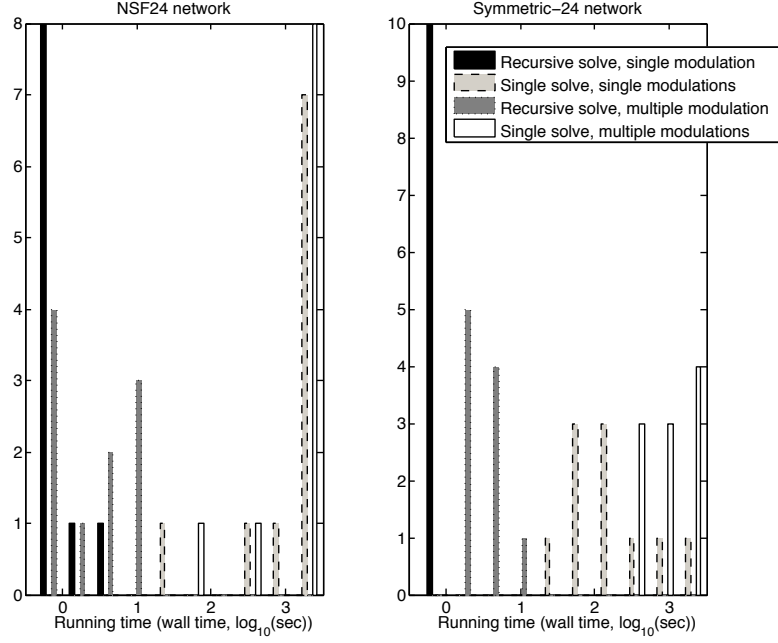 NSF24 network
8
7
6
5
4
3
2
1
0
0 1 2 3
Running time (wall time, log10(sec))
Symmetric−24 network
10
9
8
7
6
5
4
3
2
1
0
0 1 2 3
Running time (wall time, log10(sec))
Recursive solve, single modulation
Single solve, single modulations
Recursive solve, multiple modulation
Single solve, multiple modulations